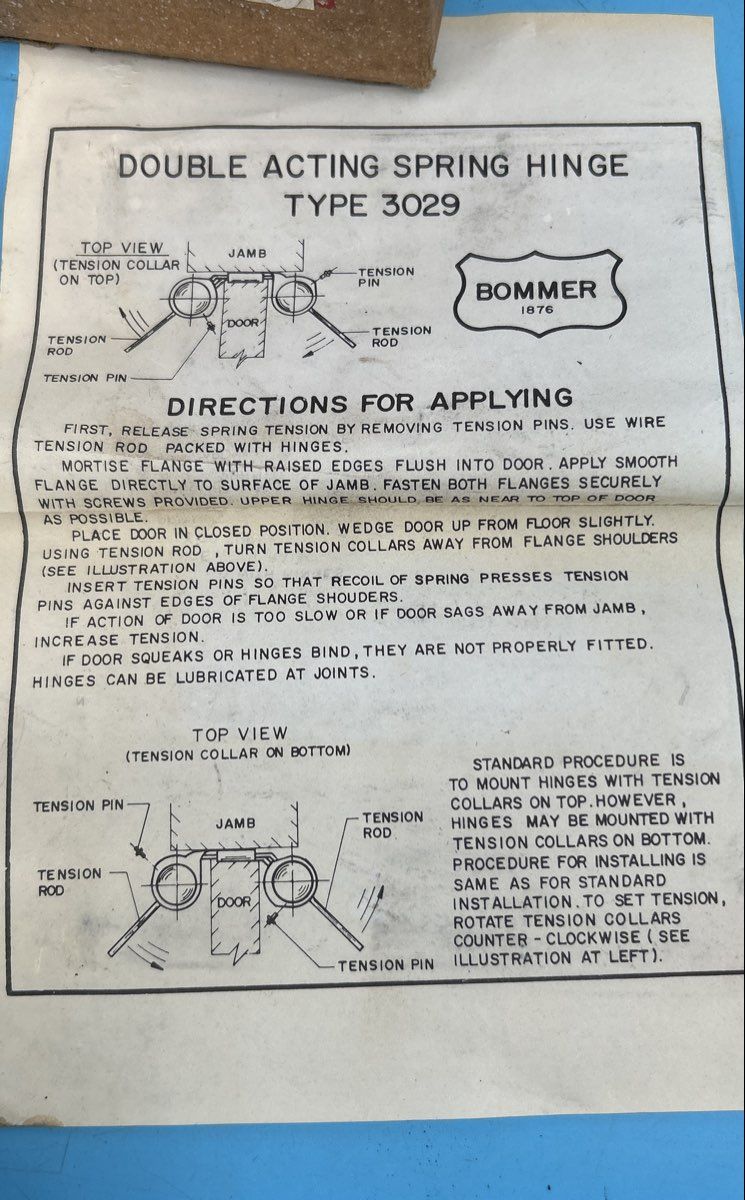 DOUBLE ACTING SPRING HINGE
TYPE 3029
TOP VIEW
(TENSION COLLAR
ON TOP)
JAMB
TENSION
PIN
DOOR
TENSION
ROD
TENSION
ROD
TENSION PIN
BOMMER
1876
DIRECTIONS FOR APPLYING
FIRST, RELEASE SPRING TENSION BY REMOVING TENSION PINS. USE WIRE
TENSION ROD PACKED WITH HINGES.
MORTISE FLANGE WITH RAISED EDGES FLUSH INTO DOOR. APPLY SMOOTH
FLANGE DIRECTLY TO SURFACE OF JAMB. FASTEN BOTH FLANGES SECURELY
WITH SCREWS PROVIDED. UPPER HINGE SHOULD BE AS NEAR TO TOP OF DOOR
AS POSSIBLE.
PLACE DOOR IN CLOSED POSITION. WEDGE DOOR UP FROM FLOOR SLIGHTLY.
USING TENSION ROD , TURN TENSION COLLARS AWAY FROM FLANGE SHOULDERS
(SEE ILLUSTRATION ABOVE).
INSERT TENSION PINS SO THAT RECOIL OF SPRING PRESSES TENSION
PINS AGAINST EDGES OF FLANGE SHOUDERS.
IF ACTION OF DOOR IS TOO SLOW OR IF DOOR SAGS AWAY FROM JAMB ,
INCREASE TENSION.
IF DOOR SQUEAKS OR HINGES BIND, THEY ARE NOT PROPERLY FITTED.
HINGES CAN BE LUBRICATED AT JOINTS.
TOP VIEW
(TENSION COLLAR ON BOTTOM)
TENSION PIN
JAMB
TENSION
ROD
TENSION
ROD
DOOR
TENSION PIN
STANDARD PROCEDURE IS
TO MOUNT HINGES WITH TENSION
COLLARS ON TOP. HOWEVER ,
HINGES MAY BE MOUNTED WITH
TENSION COLLARS ON BOTTOM.
PROCEDURE FOR INSTALLING IS
SAME AS FOR STANDARD
INSTALLATION. TO SET TENSION,
ROTATE TENSION COLLARS
COUNTER - CLOCKWISE ( SEE
ILLUSTRATION AT LEFT).